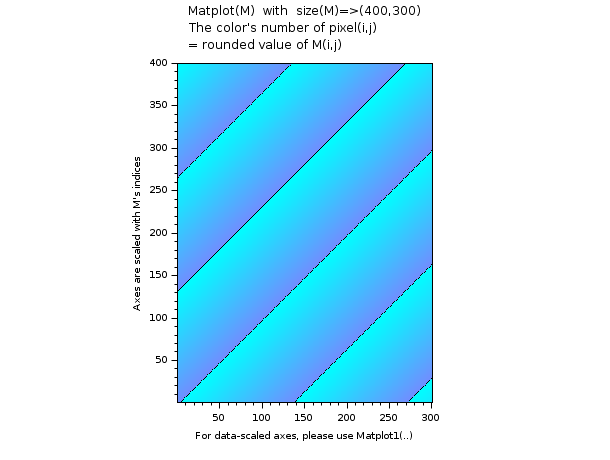 Matplot(M) with size(M)=>(400,300)
The color's number of pixel(i,j)
= rounded value of M(i,j)
400
350
300
250
200
150
100
50
Axes are scaled with M's indices
50
100
150
200
250
300
For data-scaled axes, please use Matplot1(..)